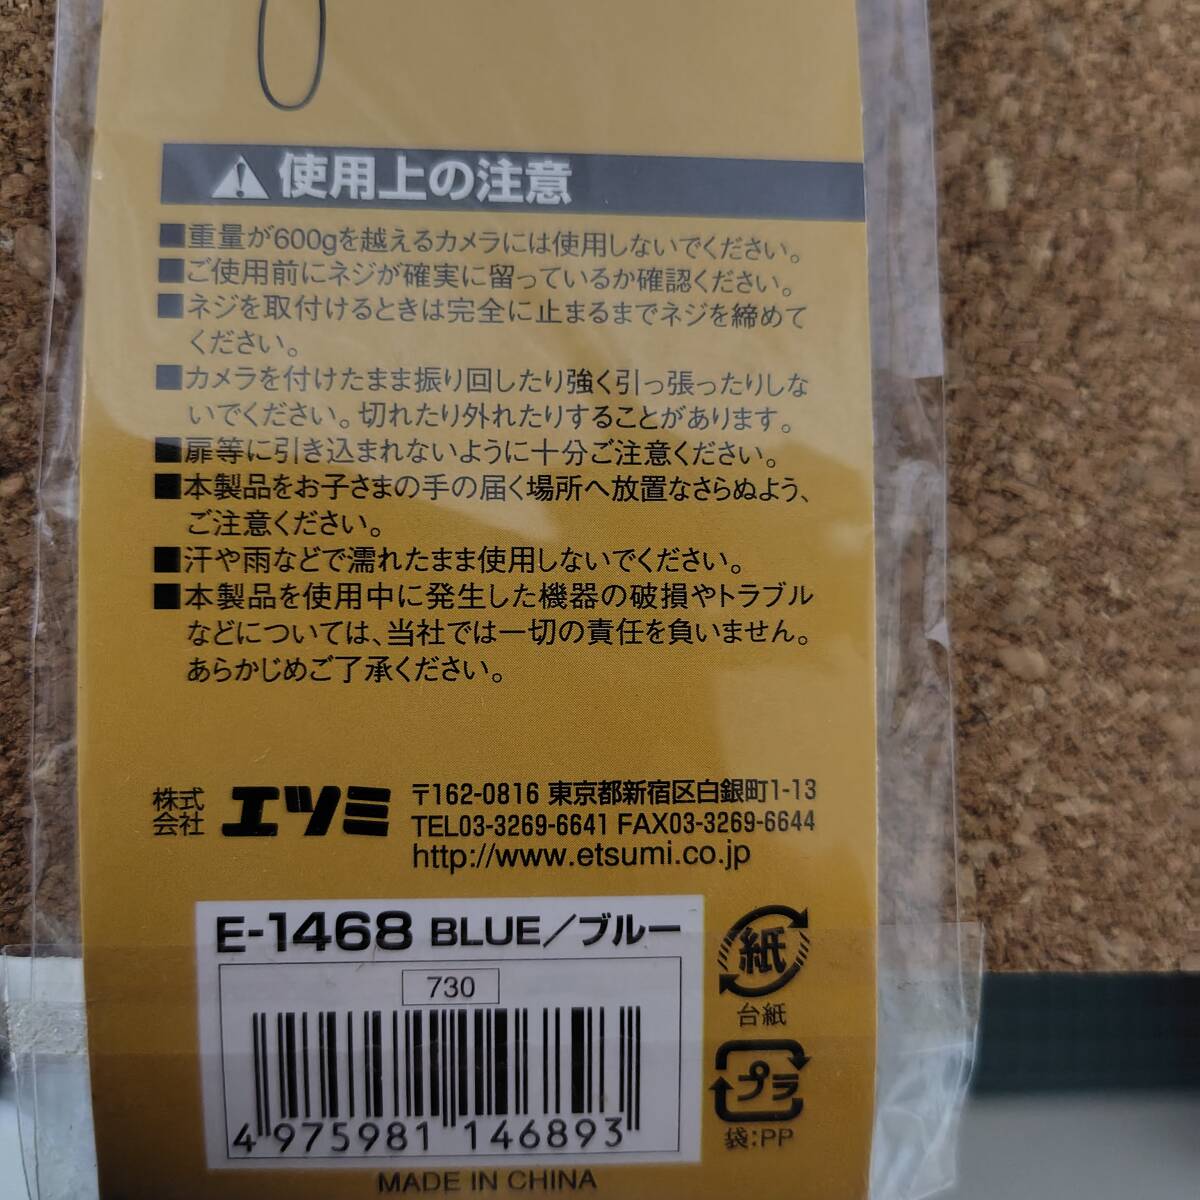 使用上の注意
■重量が600gを越えるカメラには使用しないでください。
■ご使用前にネジが確実に留っているか確認ください。
■ネジを取付けるときは完全に止まるまでネジを締めて
ください。
■カメラを付けたまま振り回したり強く引っ張ったりしな
いでください。切れたり外れたりすることがあります。
■扉等に引き込まれないように十分ご注意ください。
■本製品をお子さまの手の届く場所へ放置なさらぬよう、
ご注意ください。
■汗や雨などで濡れたまま使用しないでください。
■本製品を使用中に発生した機器の破損やトラブル
などについては、当社では一切の責任を負いません。
あらかじめご了承ください。
株式会社 エツミ
〒162-0816 東京都新宿区白銀町1-13
TEL03-3269-6641 FAX03-3269-6644
http://www.etsumi.co.jp
E-1468 BLUE／ブルー
730
4 975981 146893
MADE IN CHINA
紙
台紙
プラ
袋:PP